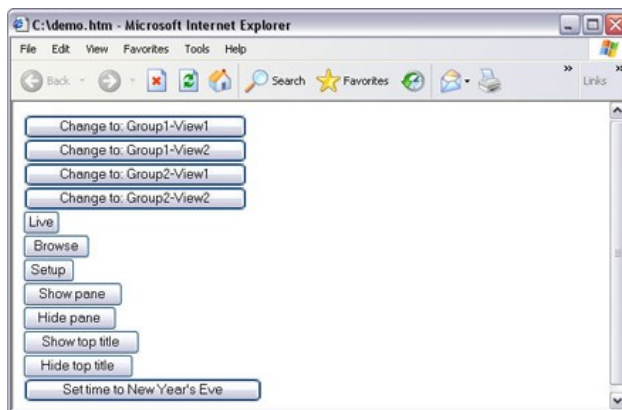 C:\demo.htm - Microsoft Internet Explorer
File Edit View Favorites Tools Help
Back Search Favorites » Links »
Change to: Group1-View1
Change to: Group1-View2
Change to: Group2-View1
Change to: Group2-View2
Live
Browse
Setup
Show pane
Hide pane
Show top title
Hide top title
Set time to New Year's Eve